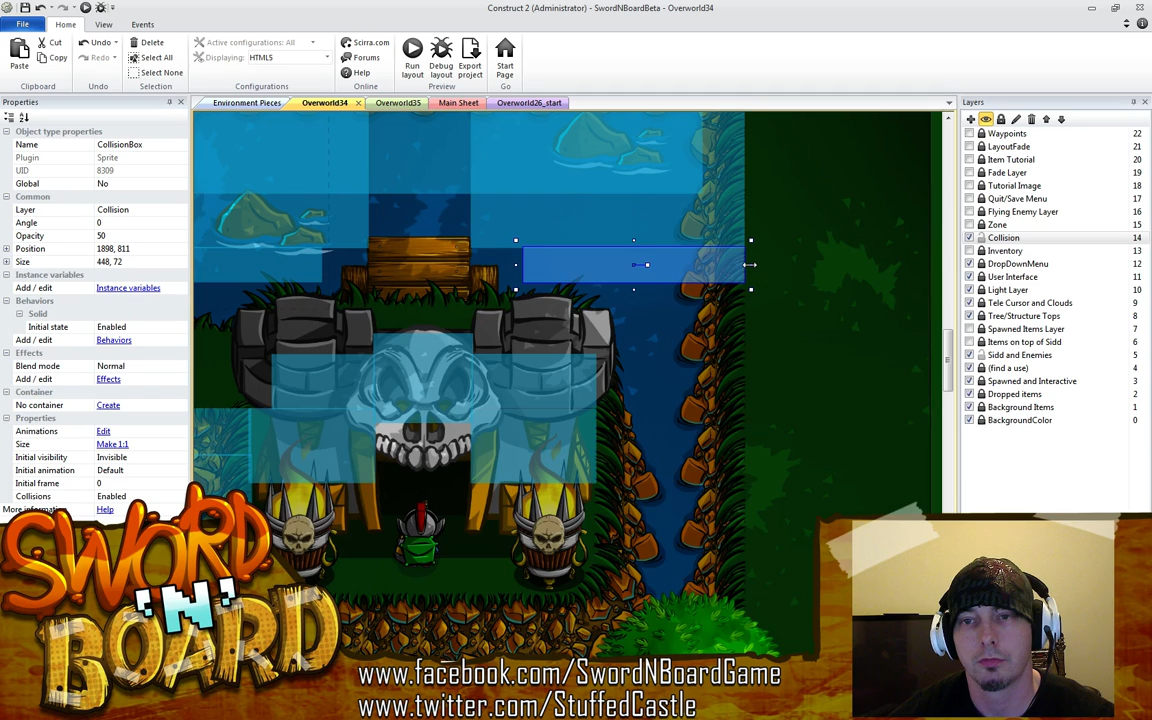 Construct 2 (Administrator) - SwordNBoardBeta - Overworld34
File
Home
View
Events
Paste
Cut
Copy
Clipboard
Undo
Redo
Undo
Delete
Select All
Select None
Selection
Active configurations: All
Displaying: HTML5
Configurations
Scirra.com
Forums
Help
Online
Run layout
Debug layout
Export project
Preview
Start Page
Go
Properties
Environment Pieces
Overworld34
Overworld35
Main Sheet
Overworld26_start
Layers
Object type properties
Name CollisionBox
Plugin Sprite
UID 8309
Global No
Common
Layer Collision
Angle 0
Opacity 50
Position 1898, 811
Size 448, 72
Instance variables
Add / edit Instance variables
Behaviors
Solid
Initial state Enabled
Add / edit Behaviors
Effects
Blend mode Normal
Add / edit Effects
Container
No container Create
Properties
Animations Edit
Size Make 1:1
Initial visibility Invisible
Initial animation Default
Initial frame 0
Collisions Enabled
More information Help
Waypoints 22
LayoutFade 21
Item Tutorial 20
Fade Layer 19
Tutorial Image 18
Quit/Save Menu 17
Flying Enemy Layer 16
Zone 15
Collision 14
Inventory 13
DropDownMenu 12
User Interface 11
Light Layer 10
Tele Cursor and Clouds 9
Tree/Structure Tops 8
Spawned Items Layer 7
Items on top of Sidd 6
Sidd and Enemies 5
(find a use) 4
Spawned and Interactive 3
Dropped items 2
Background Items 1
BackgroundColor 0
SWORD
'N'
BOARD
www.facebook.com/SwordNBoardGame
www.twitter.com/StuffedCastle